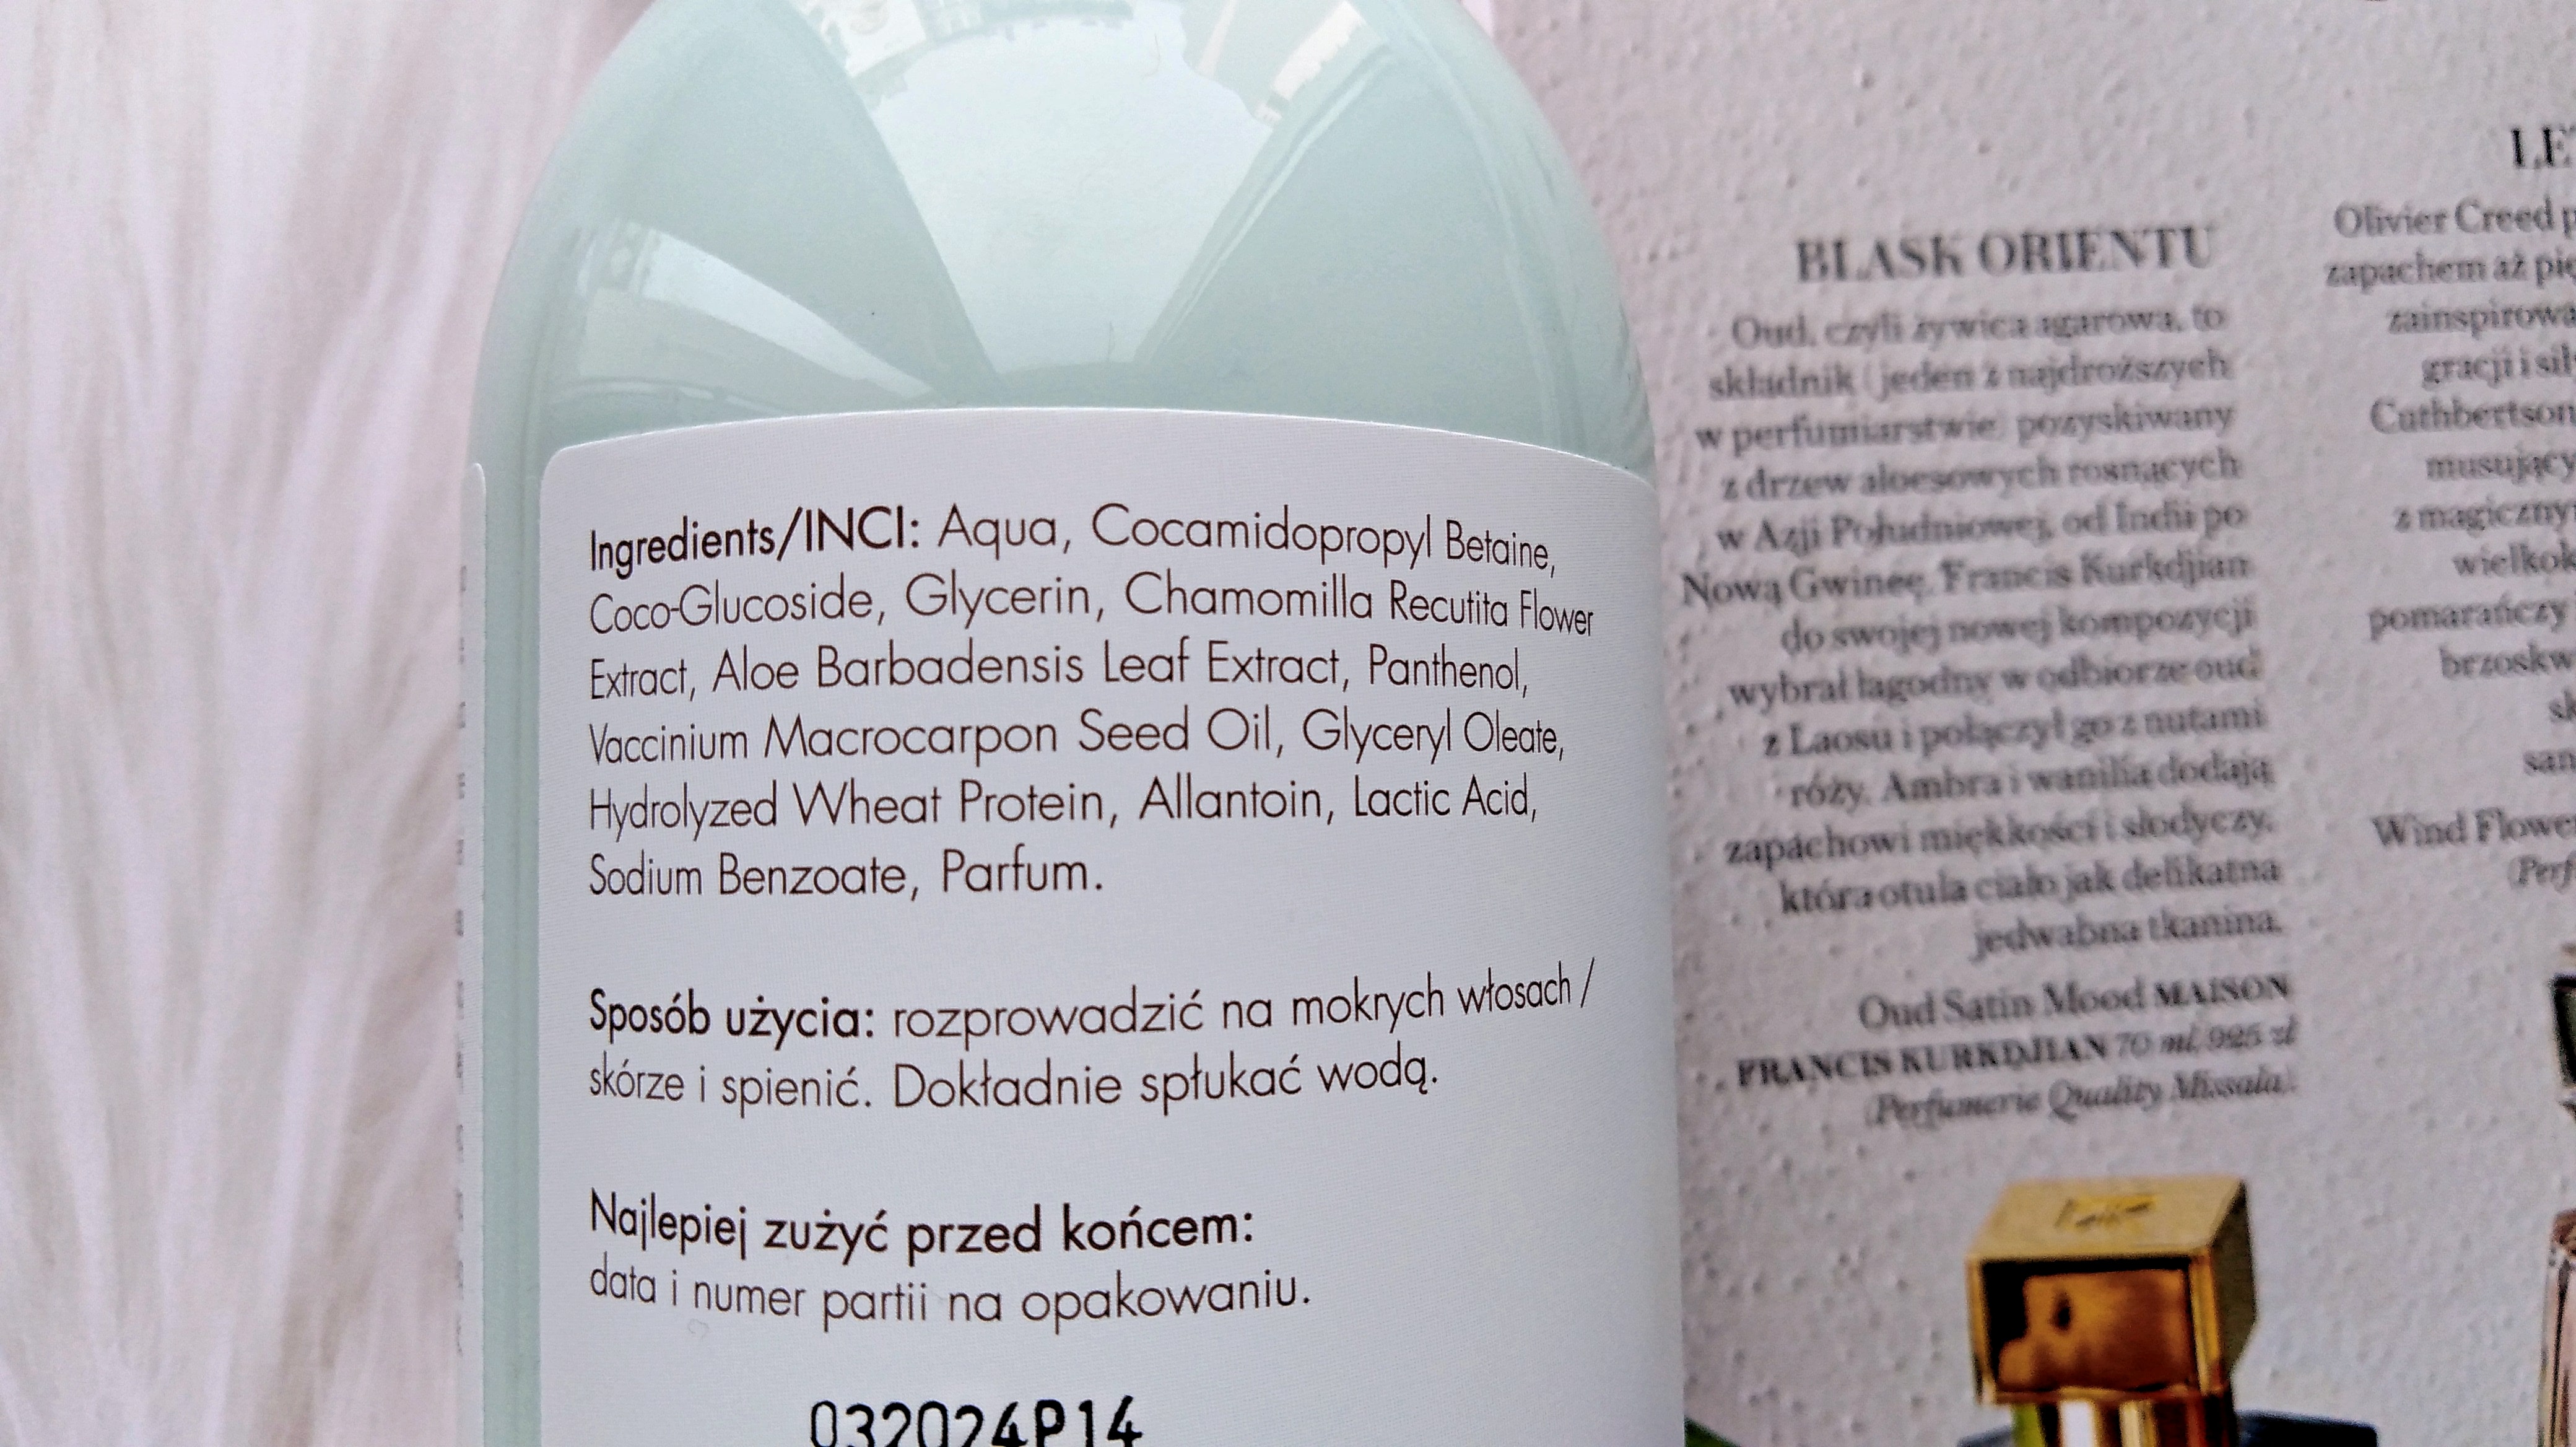 Ingredients/INCI: Aqua, Cocamidopropyl Betaine,
Coco-Glucoside, Glycerin, Chamomilla Recutita Flower
Extract, Aloe Barbadensis Leaf Extract, Panthenol,
Vaccinium Macrocarpon Seed Oil, Glyceryl Oleate,
Hydrolyzed Wheat Protein, Allantoin, Lactic Acid,
Sodium Benzoate, Parfum.
Sposób użycia: rozprowadzić na mokrych włosach /
skórze i spienić. Dokładnie spłukać wodą.
Najlepiej zużyć przed końcem:
data i numer partii na opakowaniu.
032024P14
BLASK ORIENTU
Oud, czyli żywica agarowa, to
składnik (jeden z najdroższych
w perfumiarstwie) pozyskiwany
z drzew aloesowych rosnących
w Azji Południowej, od Indii po
Nową Gwineę. Francis Kurkdjian
do swojej nowej kompozycji
wybrał łagodny w odbiorze oud
z Laosu i połączył go z nutami
róży. Ambra i wanilia dodają
zapachowi miękkości i słodyczy,
która otula ciało jak delikatna
jedwabna tkanina.
Oud Satin Mood MAISON
FRANCIS KURKDJIAN 70 ml, 925 zł
(Perfumerie Quality Missala).
Olivier Creed
zapachem aż
gracji i
Cuthbertson
z
pomarańczy
Wind